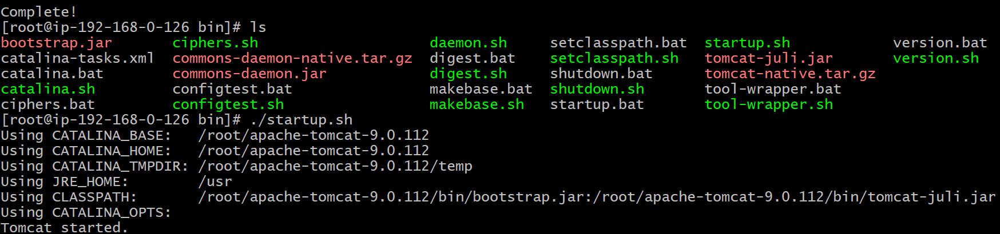 Complete!
[root@ip-192-168-0-126 bin]# ls
bootstrap.jar       ciphers.sh                    daemon.sh     setclasspath.bat  startup.sh            version.bat
catalina-tasks.xml  commons-daemon-native.tar.gz  digest.bat    setclasspath.sh   tomcat-juli.jar       version.sh
catalina.bat        commons-daemon.jar            digest.sh     shutdown.bat      tomcat-native.tar.gz
catalina.sh         configtest.bat                makebase.bat  shutdown.sh       tool-wrapper.bat
ciphers.bat         configtest.sh                 makebase.sh   startup.bat       tool-wrapper.sh
[root@ip-192-168-0-126 bin]# ./startup.sh
Using CATALINA_BASE:   /root/apache-tomcat-9.0.112
Using CATALINA_HOME:   /root/apache-tomcat-9.0.112
Using CATALINA_TMPDIR: /root/apache-tomcat-9.0.112/temp
Using JRE_HOME:        /usr
Using CLASSPATH:       /root/apache-tomcat-9.0.112/bin/bootstrap.jar:/root/apache-tomcat-9.0.112/bin/tomcat-juli.jar
Using CATALINA_OPTS:
Tomcat started.